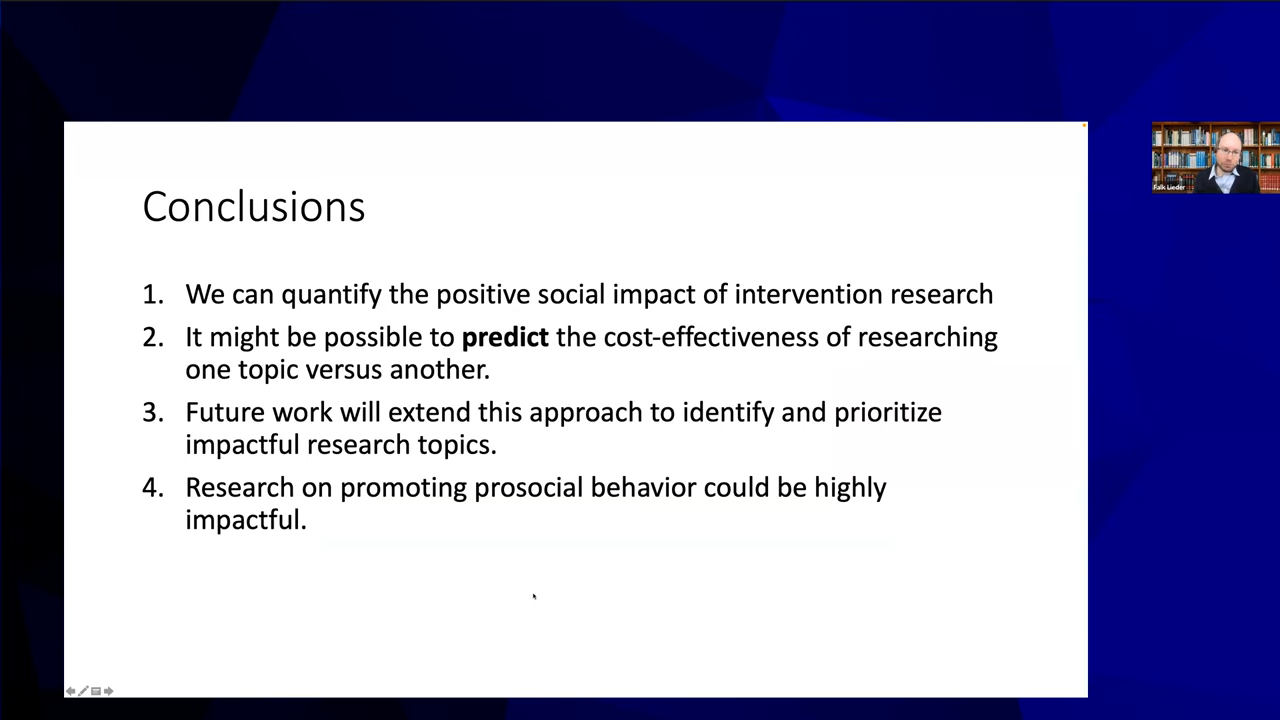 Conclusions
1. We can quantify the positive social impact of intervention research
2. It might be possible to predict the cost-effectiveness of researching
one topic versus another.
3. Future work will extend this approach to identify and prioritize
impactful research topics.
4. Research on promoting prosocial behavior could be highly
impactful.
Falk Lieder